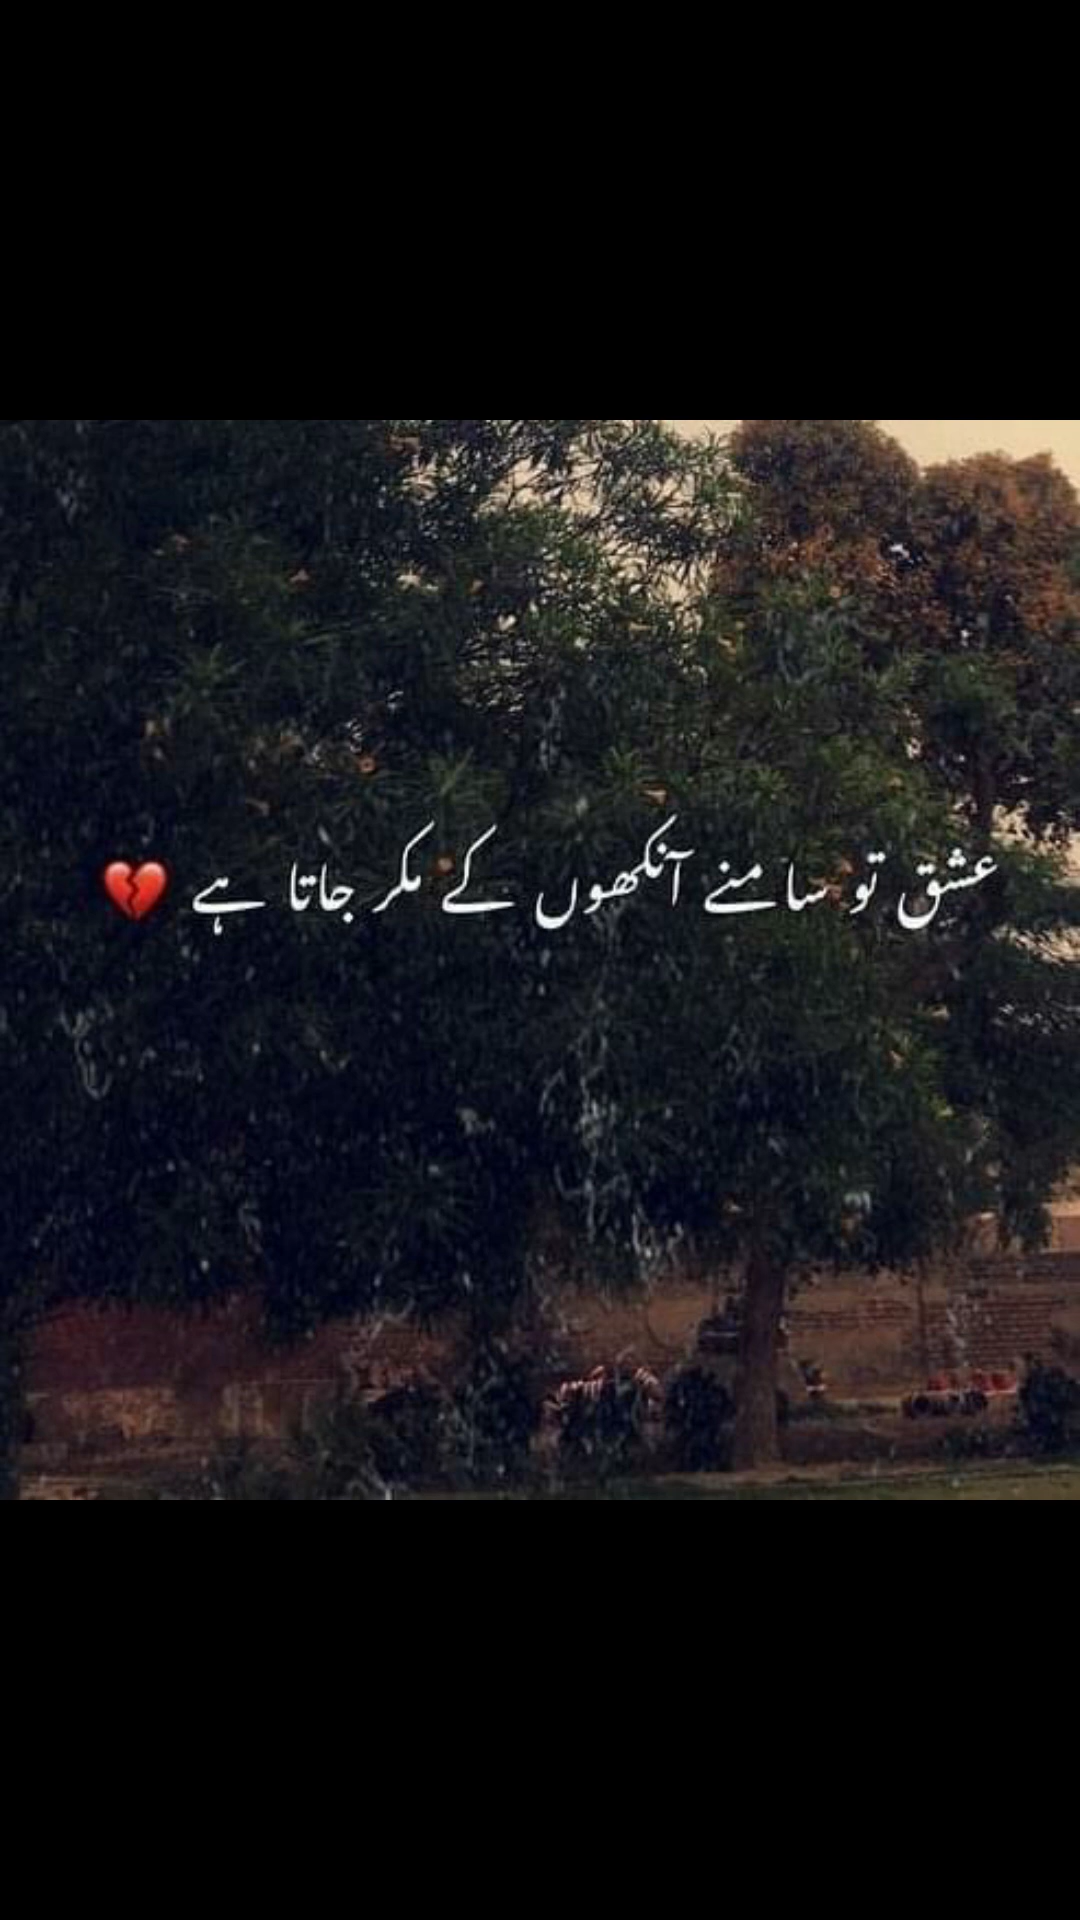 عشق تو سامنے آنکھوں کے مکر جاتا ہے 💔